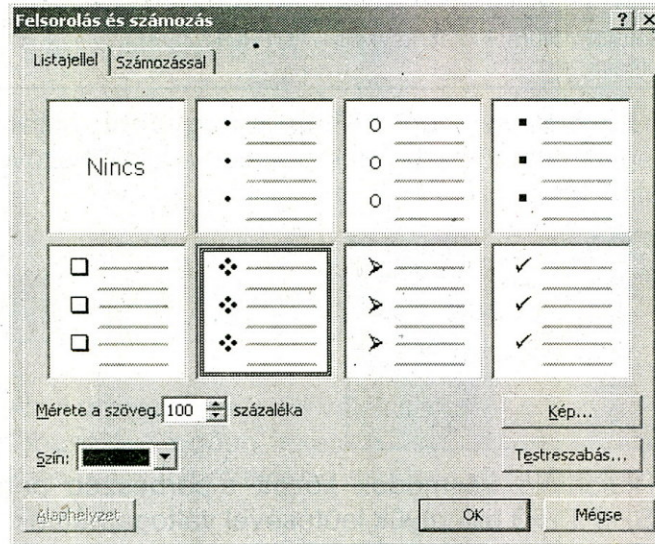 Felsorolás és számozás
Listajellel Számozással
Nincs
Mérete a szöveg 100 százaléka
Kép...
Szín:
Testreszabás...
Alaphelyzet OK Mégse